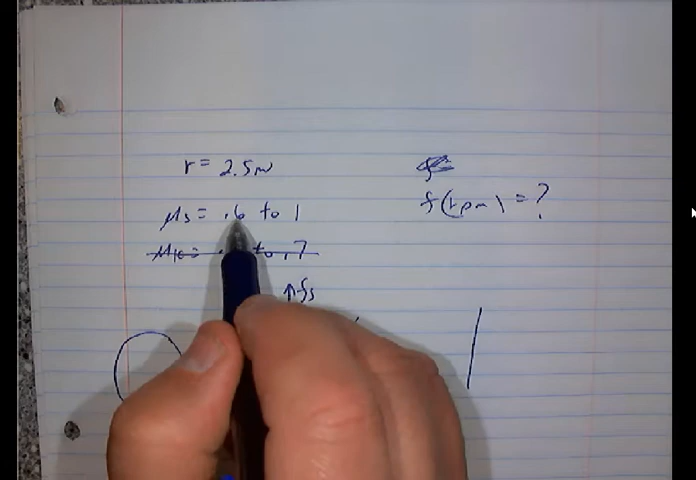 r = 2.5m
f(rpm) = ?
μs = .6 to 1
μk = . to .7
↑fs